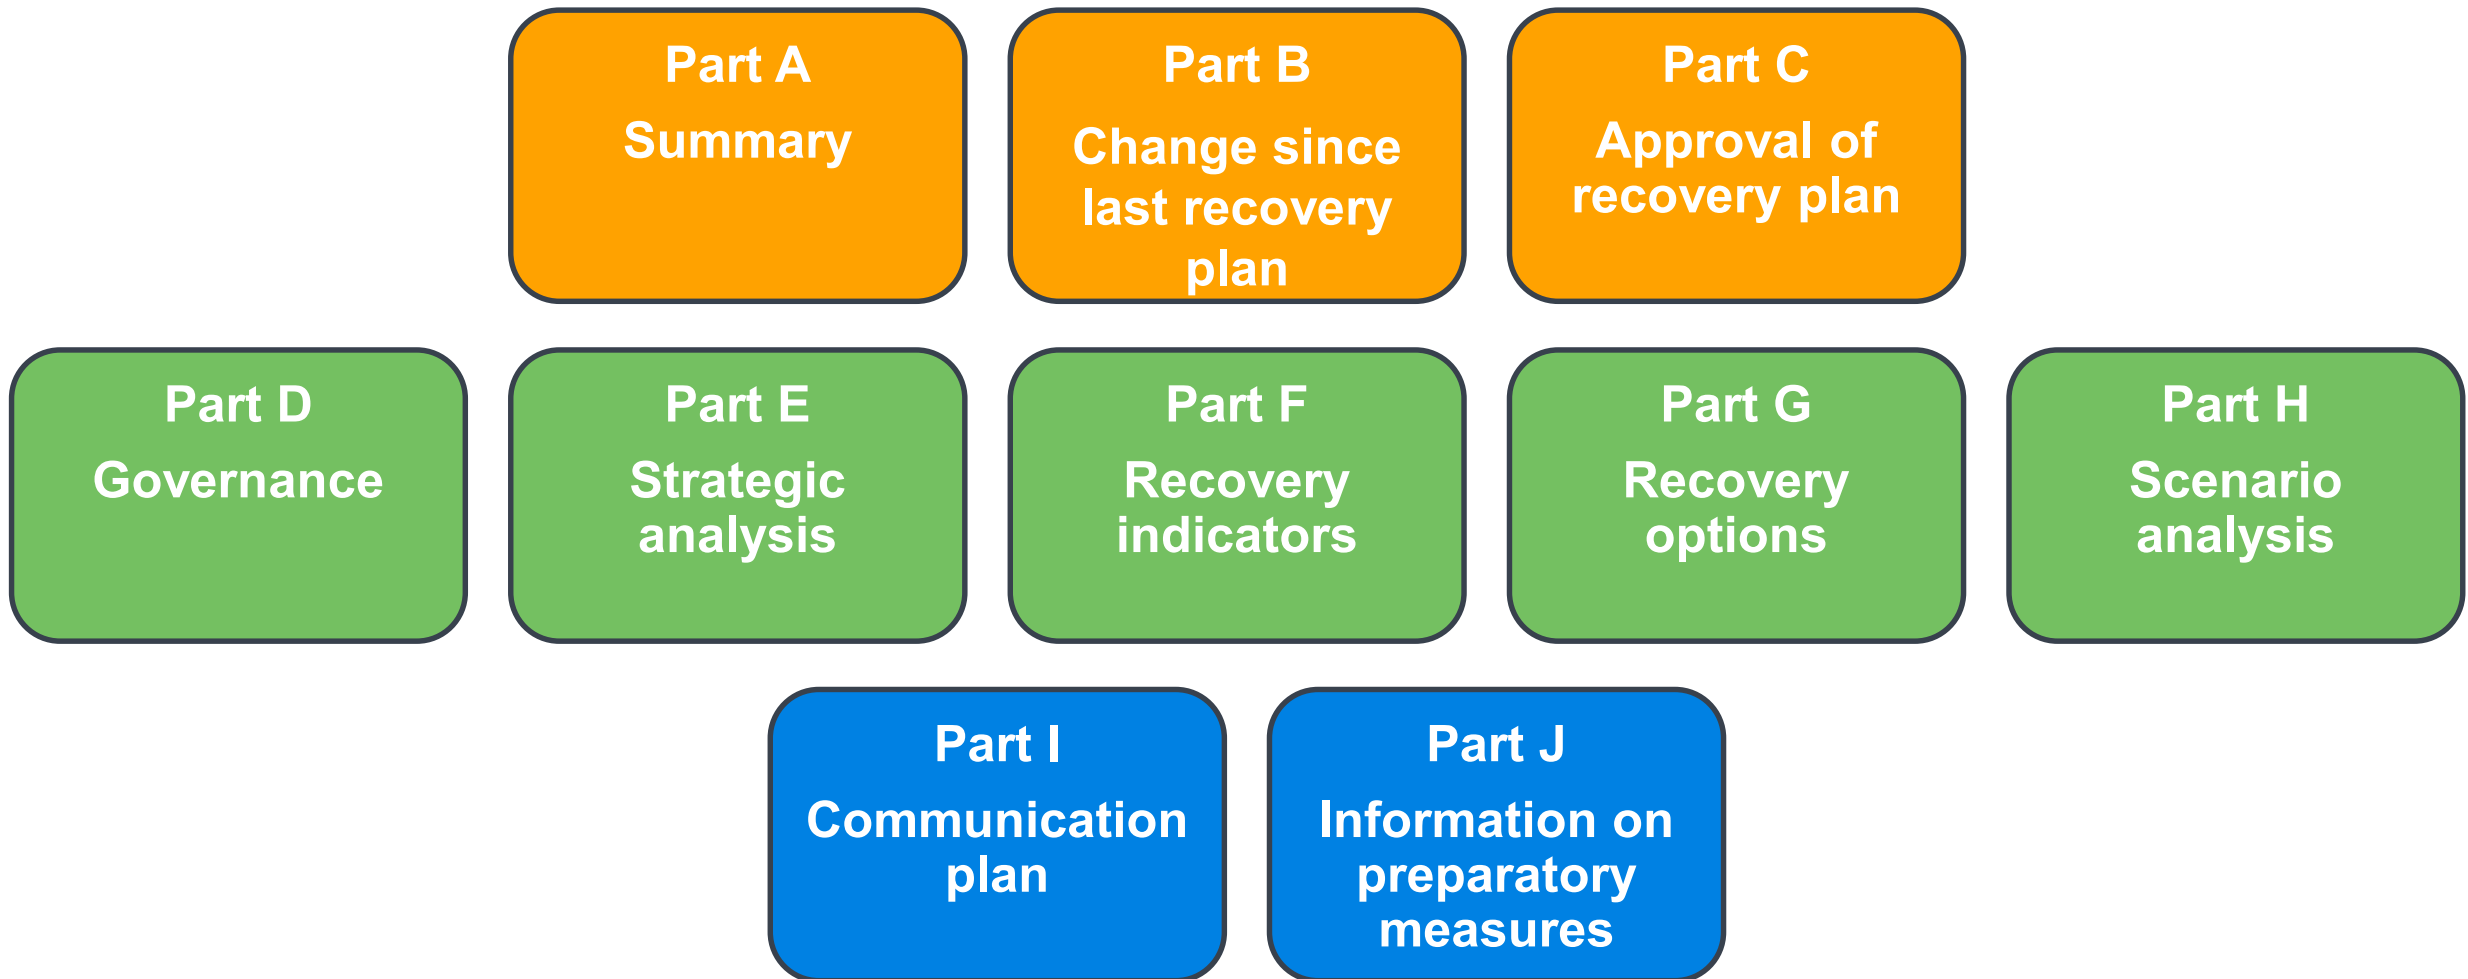 Part A
Summary
Part B
Change since
last recovery
plan
Part C
Approval of
recovery plan
Part D
Governance
Part E
Strategic
analysis
Part F
Recovery
indicators
Part G
Recovery
options
Part H
Scenario
analysis
Part I
Communication
plan
Part J
Information on
preparatory
measures